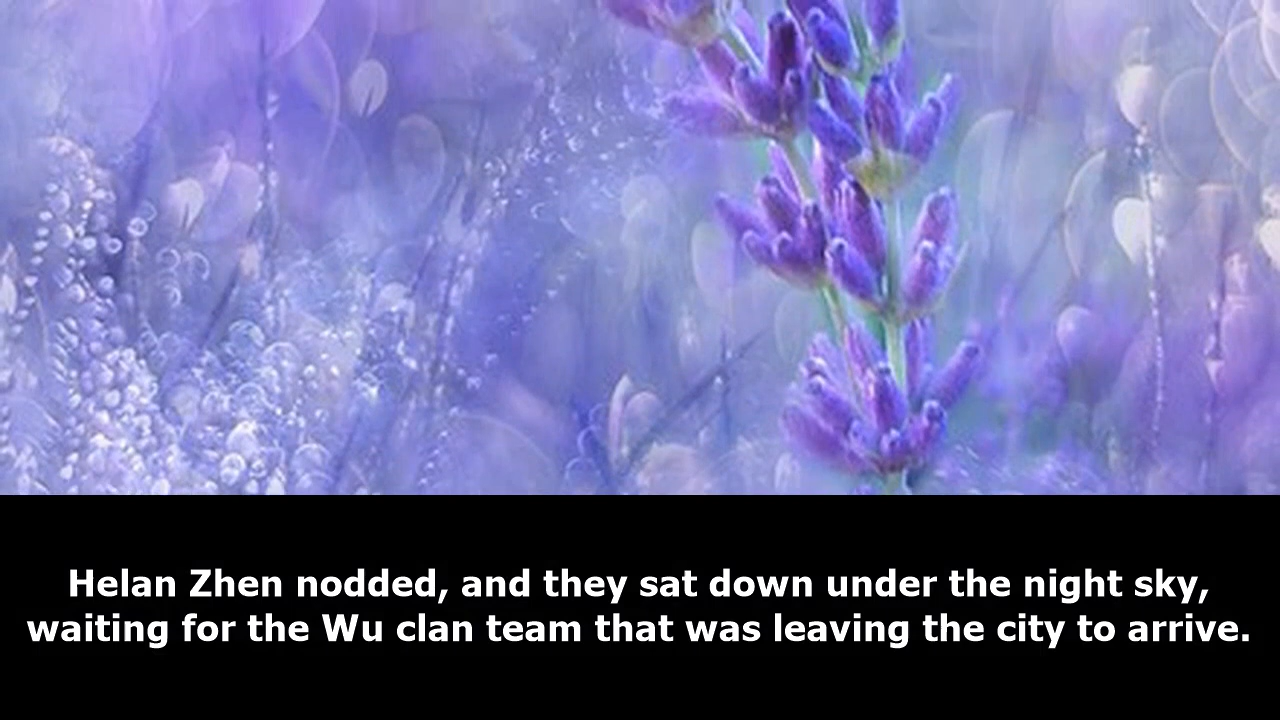 Helan Zhen nodded, and they sat down under the night sky,
waiting for the Wu clan team that was leaving the city to arrive.